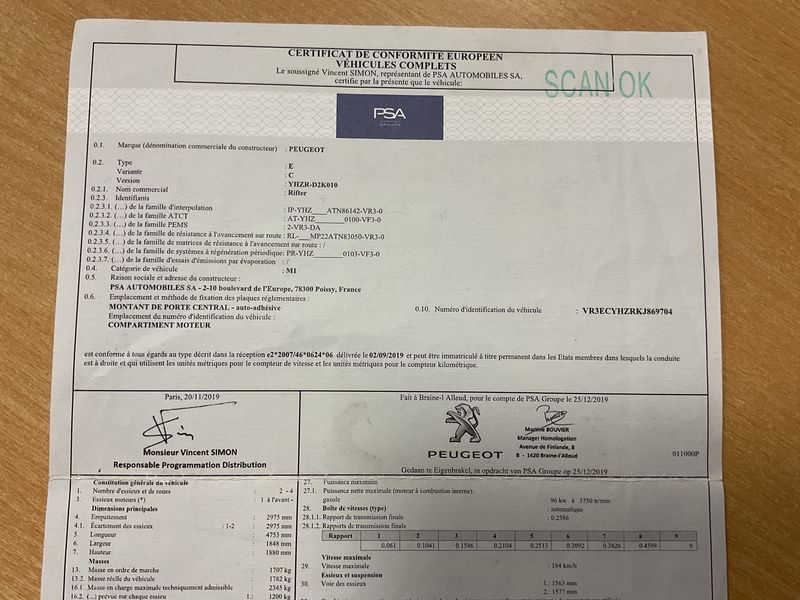 CERTIFICAT DE CONFORMITÉ EUROPEEN
VÉHICULES COMPLETS
Le soussigné Vincent SIMON, représentant de PSA AUTOMOBILES SA,
certifie par la présente que le véhicule:
SCAN OK
PSA
GROUPE
0.1. Marque (dénomination commerciale du constructeur) : PEUGEOT
0.2. Type : E
Variante : C
Version : YHZR-D2K010
0.2.1. Nom commercial : Rifter
0.2.3. Identifiants
0.2.3.1. (...) de la famille d'interpolation : IP-YHZ____ATN86142-VR3-0
0.2.3.2. (...) de la famille ATCT : AT-YHZ________0100-VF3-0
0.2.3.3. (...) de la famille PEMS : 2-VR3-DA
0.2.3.4. (...) de la famille de résistance à l'avancement sur route : RL-___MP22ATN83050-VR3-0
0.2.3.5. (...) de la famille de matrices de résistance à l'avancement sur route : /
0.2.3.6. (...) de la famille de systèmes à régénération périodique: PR-YHZ________0103-VF3-0
0.2.3.7. (...) de la famille d'essais d'émissions par évaporation : /
0.4. Catégorie de véhicule : M1
0.5. Raison sociale et adresse du constructeur :
PSA AUTOMOBILES SA - 2-10 boulevard de l'Europe, 78300 Poissy, France
0.6. Emplacement et méthode de fixation des plaques réglementaires :
MONTANT DE PORTE CENTRAL - auto-adhésive
0.10. Numéro d'identification du véhicule : VR3ECYHZRKJ869704
Emplacement du numéro d'identification du véhicule :
COMPARTIMENT MOTEUR
est conforme à tous égards au type décrit dans la réception e2*2007/46*0624*06 délivrée le 02/09/2019 et peut être immatriculé à titre permanent dans les Etats membres dans lesquels la conduite
est à droite et qui utilisent les unités métriques pour le compteur de vitesse et les unités métriques pour le compteur kilométrique.
Paris, 20/11/2019
Monsieur Vincent SIMON
Responsable Programmation Distribution
Fait à Braine-l Alleud, pour le compte de PSA Groupe le 25/12/2019
PEUGEOT
Martine BOUVIER
Manager Homologation
Avenue de Finlande, 8
B - 1420 Braine-l'Alleud
011000P
Gedaan te Eigenbrakel, in opdracht van PSA Groupe op 25/12/2019
Constitution générale du véhicule
1. Nombre d'essieux et de roues : 2 - 4
3. Essieux moteurs (*) : 1 à l'avant -
Dimensions principales
4. Empattement : 2975 mm
4.1. Écartement des essieux : 1-2 : 2975 mm
5. Longueur : 4753 mm
6. Largeur : 1848 mm
7. Hauteur : 1880 mm
Masses
13. Masse en ordre de marche : 1707 kg
13.2. Masse réelle du véhicule : 1782 kg
16.1. Masse en charge maximale techniquement admissible : 2345 kg
16.2. (...) prévue sur chaque essieu 1.: 1200 kg
27. Puissance maximum
27.1. Puissance nette maximale (moteur à combustion interne):
gazole 96 kw à 3750 tr/min
28. Boîte de vitesses (type) : automatique
28.1.1. Rapport de transmission finale : 0.2586
28.1.2. Rapports de transmission finale
Rapport 1 2 3 4 5 6 7 8 9
0.061 0.1041 0.1586 0.2104 0.2513 0.3092 0.3826 0.4599 0
Vitesse maximale
29. Vitesse maximale : 184 km/h
Essieux et suspension
30. Voie des essieux 1.: 1563 mm
2.: 1577 mm